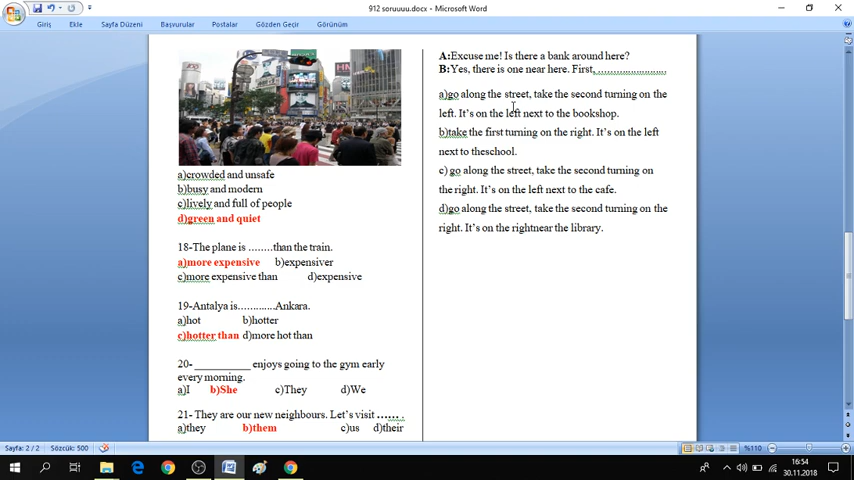 912 soruuuu.docx - Microsoft Word
Giriş Ekle Sayfa Düzeni Başvurular Postalar Gözden Geçir Görünüm
a)crowded and unsafe
b)busy and modern
c)lively and full of people
d)green and quiet
18-The plane is ........than the train.
a)more expensive b)expensiver
c)more expensive than d)expensive
19-Antalya is.............Ankara.
a)hot b)hotter
c)hotter than d)more hot than
20- __________ enjoys going to the gym early
every morning.
a)I b)She c)They d)We
21- They are our new neighbours. Let's visit ...... .
a)they b)them c)us d)their
A:Excuse me! Is there a bank around here?
B:Yes, there is one near here. First, ........................
a)go along the street, take the second turning on the
left. It's on the left next to the bookshop.
b)take the first turning on the right. It's on the left
next to theschool.
c) go along the street, take the second turning on
the right. It's on the left next to the cafe.
d)go along the street, take the second turning on the
right. It's on the rightnear the library.
Sayfa: 2 / 2 Sözcük: 500 %110
16:54
30.11.2018